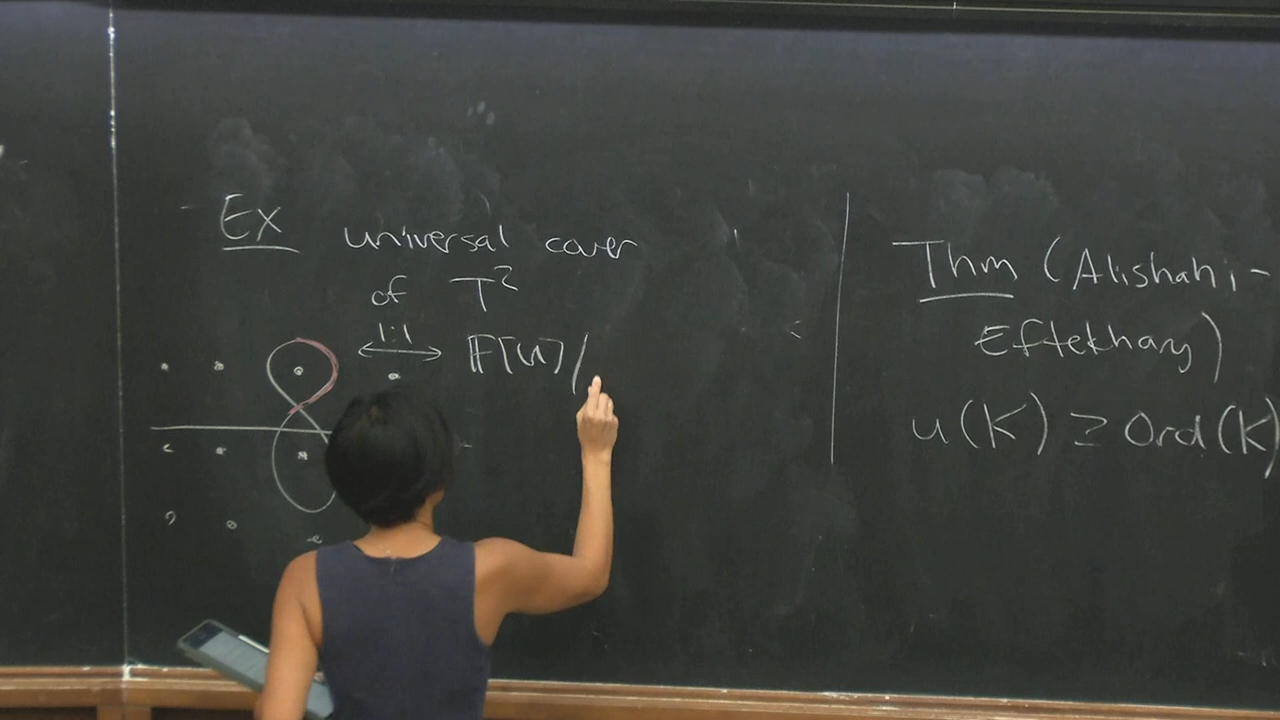 Ex universal cover
of T²
1:1
F[U]/
Thm (Alishahi-
Eftekhary)
u(K) ≥ Ord(K)